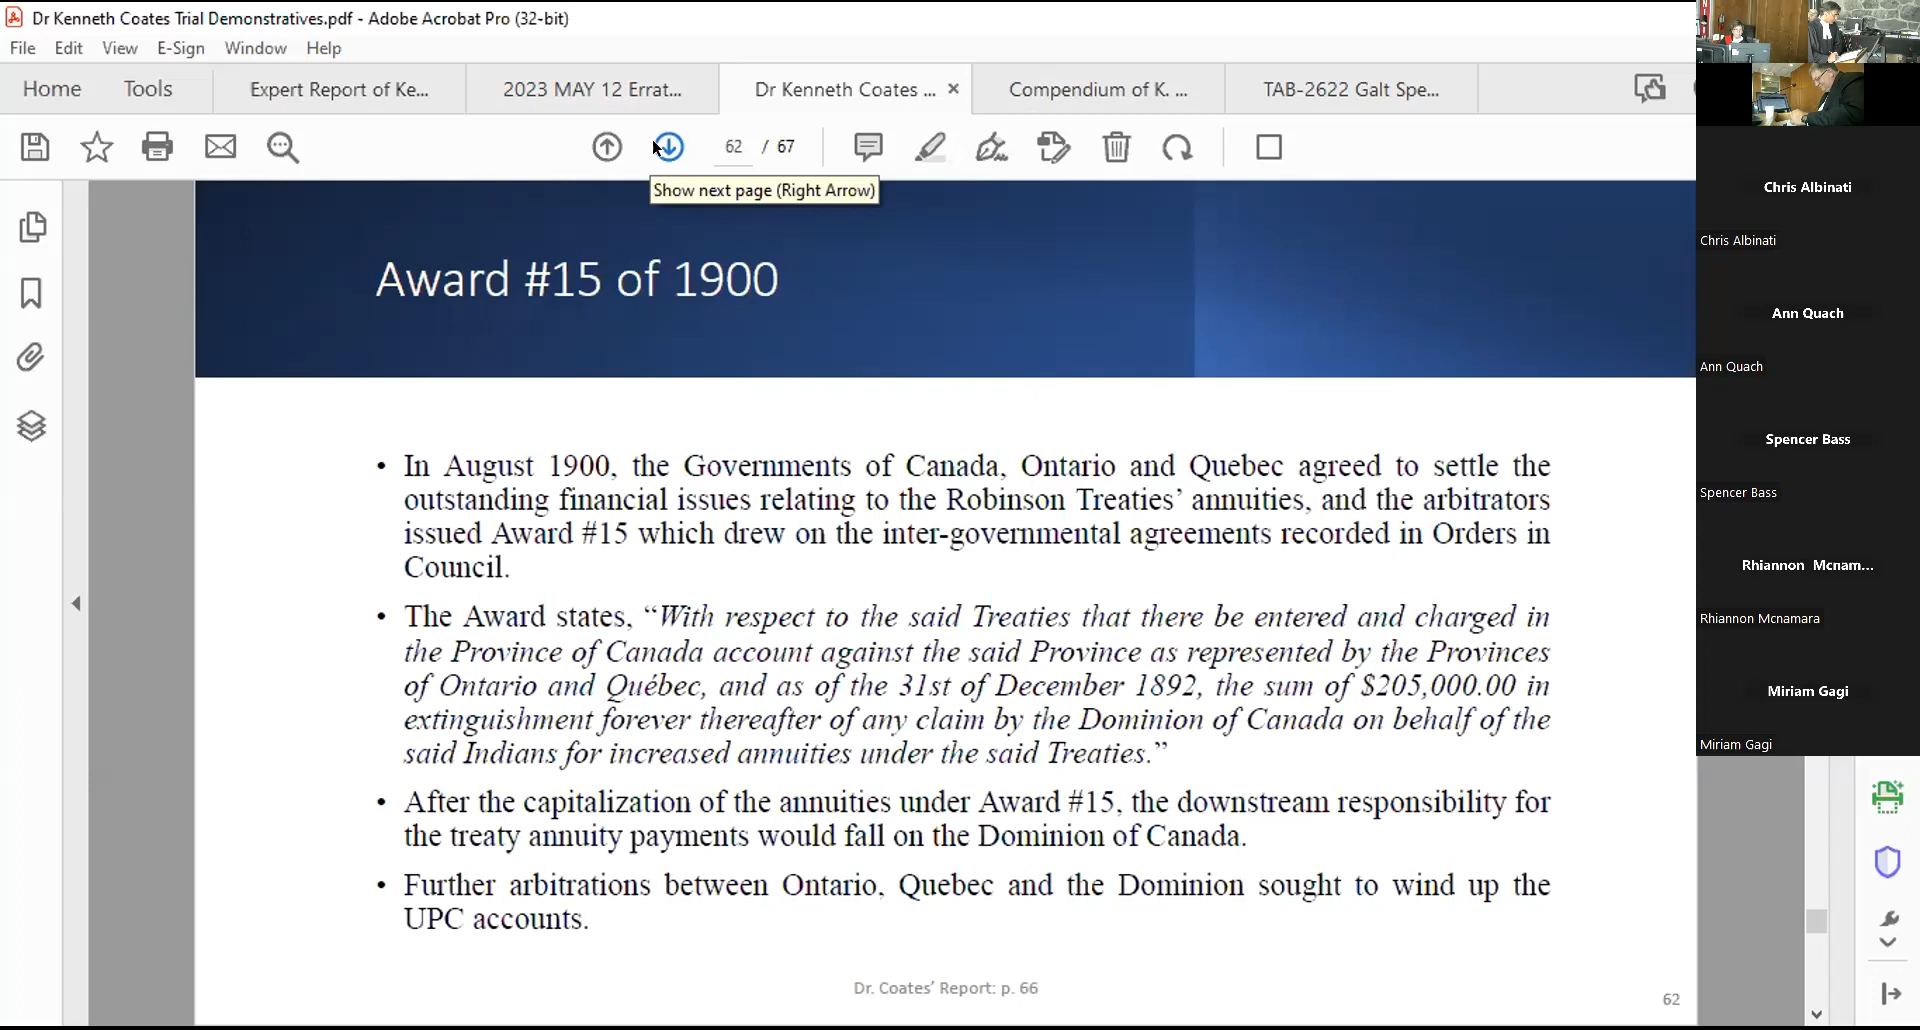 Dr Kenneth Coates Trial Demonstratives.pdf - Adobe Acrobat Pro (32-bit)
File Edit View E-Sign Window Help
Home Tools Expert Report of Ke... 2023 MAY 12 Errat... Dr Kenneth Coates ... × Compendium of K. ... TAB-2622 Galt Spe...
62 / 67
Show next page (Right Arrow)
Award #15 of 1900
• In August 1900, the Governments of Canada, Ontario and Quebec agreed to settle the
outstanding financial issues relating to the Robinson Treaties’ annuities, and the arbitrators
issued Award #15 which drew on the inter-governmental agreements recorded in Orders in
Council.
• The Award states, “With respect to the said Treaties that there be entered and charged in
the Province of Canada account against the said Province as represented by the Provinces
of Ontario and Québec, and as of the 31st of December 1892, the sum of $205,000.00 in
extinguishment forever thereafter of any claim by the Dominion of Canada on behalf of the
said Indians for increased annuities under the said Treaties.”
• After the capitalization of the annuities under Award #15, the downstream responsibility for
the treaty annuity payments would fall on the Dominion of Canada.
• Further arbitrations between Ontario, Quebec and the Dominion sought to wind up the
UPC accounts.
Dr. Coates’ Report: p. 66
62
Chris Albinati
Chris Albinati
Ann Quach
Ann Quach
Spencer Bass
Spencer Bass
Rhiannon Mcnam...
Rhiannon Mcnamara
Miriam Gagi
Miriam Gagi